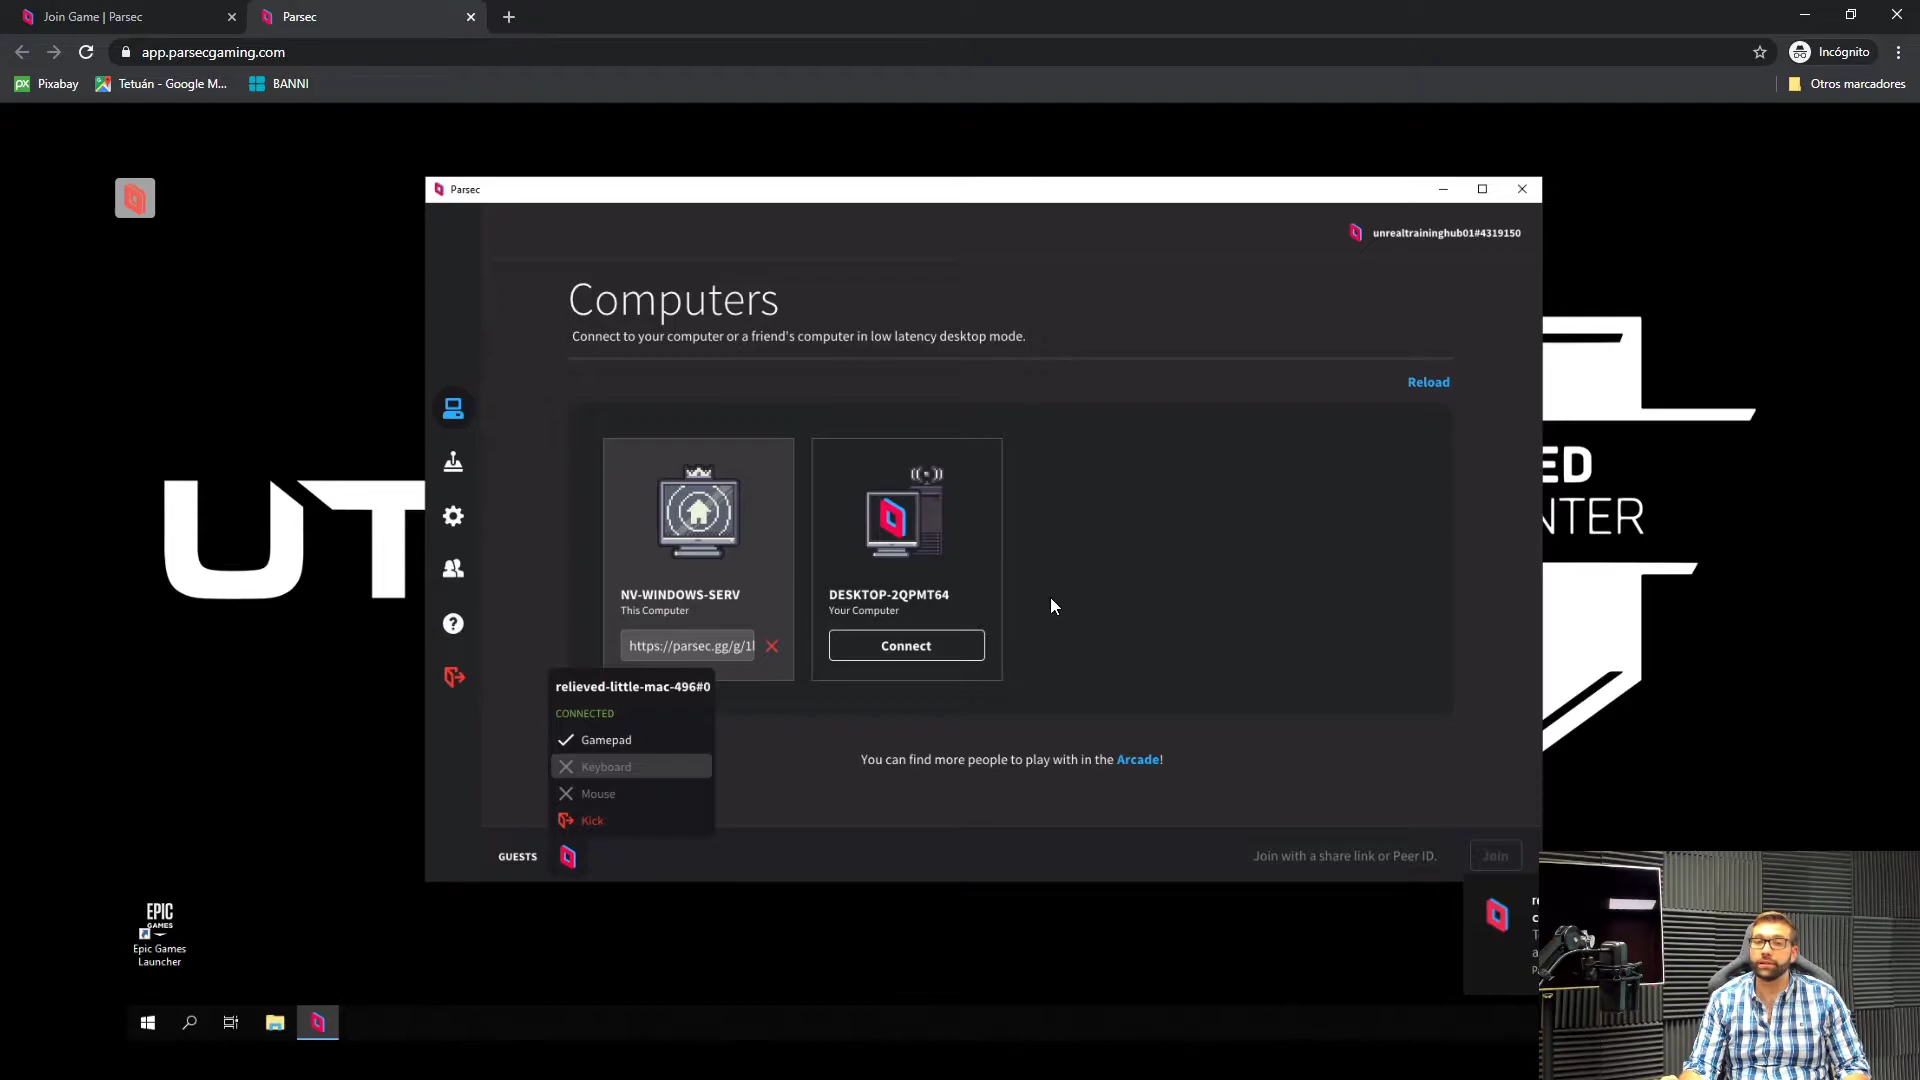 Join Game | Parsec
Parsec
app.parsecgaming.com
Incógnito
px Pixabay
Tetuán - Google M...
BANNI
Otros marcadores
Parsec
unrealtraininghub01#4319150
Computers
Connect to your computer or a friend's computer in low latency desktop mode.
Reload
UT
ED
NTER
NV-WINDOWS-SERV
This Computer
https://parsec.gg/g/1
DESKTOP-2QPMT64
Your Computer
Connect
relieved-little-mac-496#0
CONNECTED
Gamepad
Keyboard
Mouse
Kick
You can find more people to play with in the Arcade!
GUESTS
Join with a share link or Peer ID.
Join
EPIC
GAMES
Epic Games
Launcher